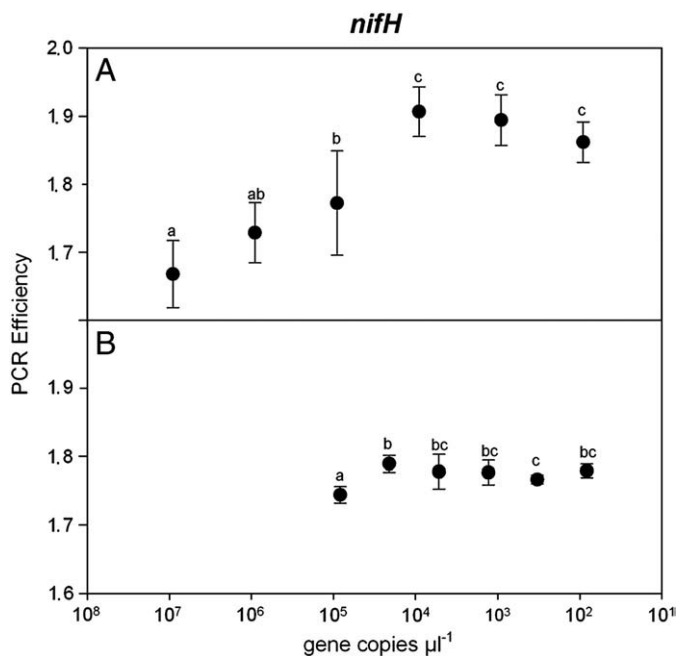 nifH
2.0
A
c
c
c
1.9
b
1.8
ab
a
1.7
PCR Efficiency
B
1.9
b
bc
bc
c
bc
1.8
a
1.7
1.6
10⁸ 10⁷ 10⁶ 10⁵ 10⁴ 10³ 10² 10¹
gene copies µl⁻¹